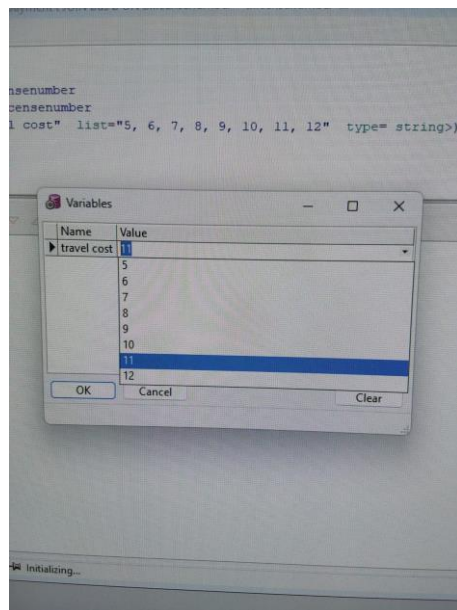 nsenumber
censenumber
l cost" list="5, 6, 7, 8, 9, 10, 11, 12" type= string>)
Variables
Name Value
travel cost 11
5
6
7
8
9
10
11
12
OK Cancel Clear
Initializing...